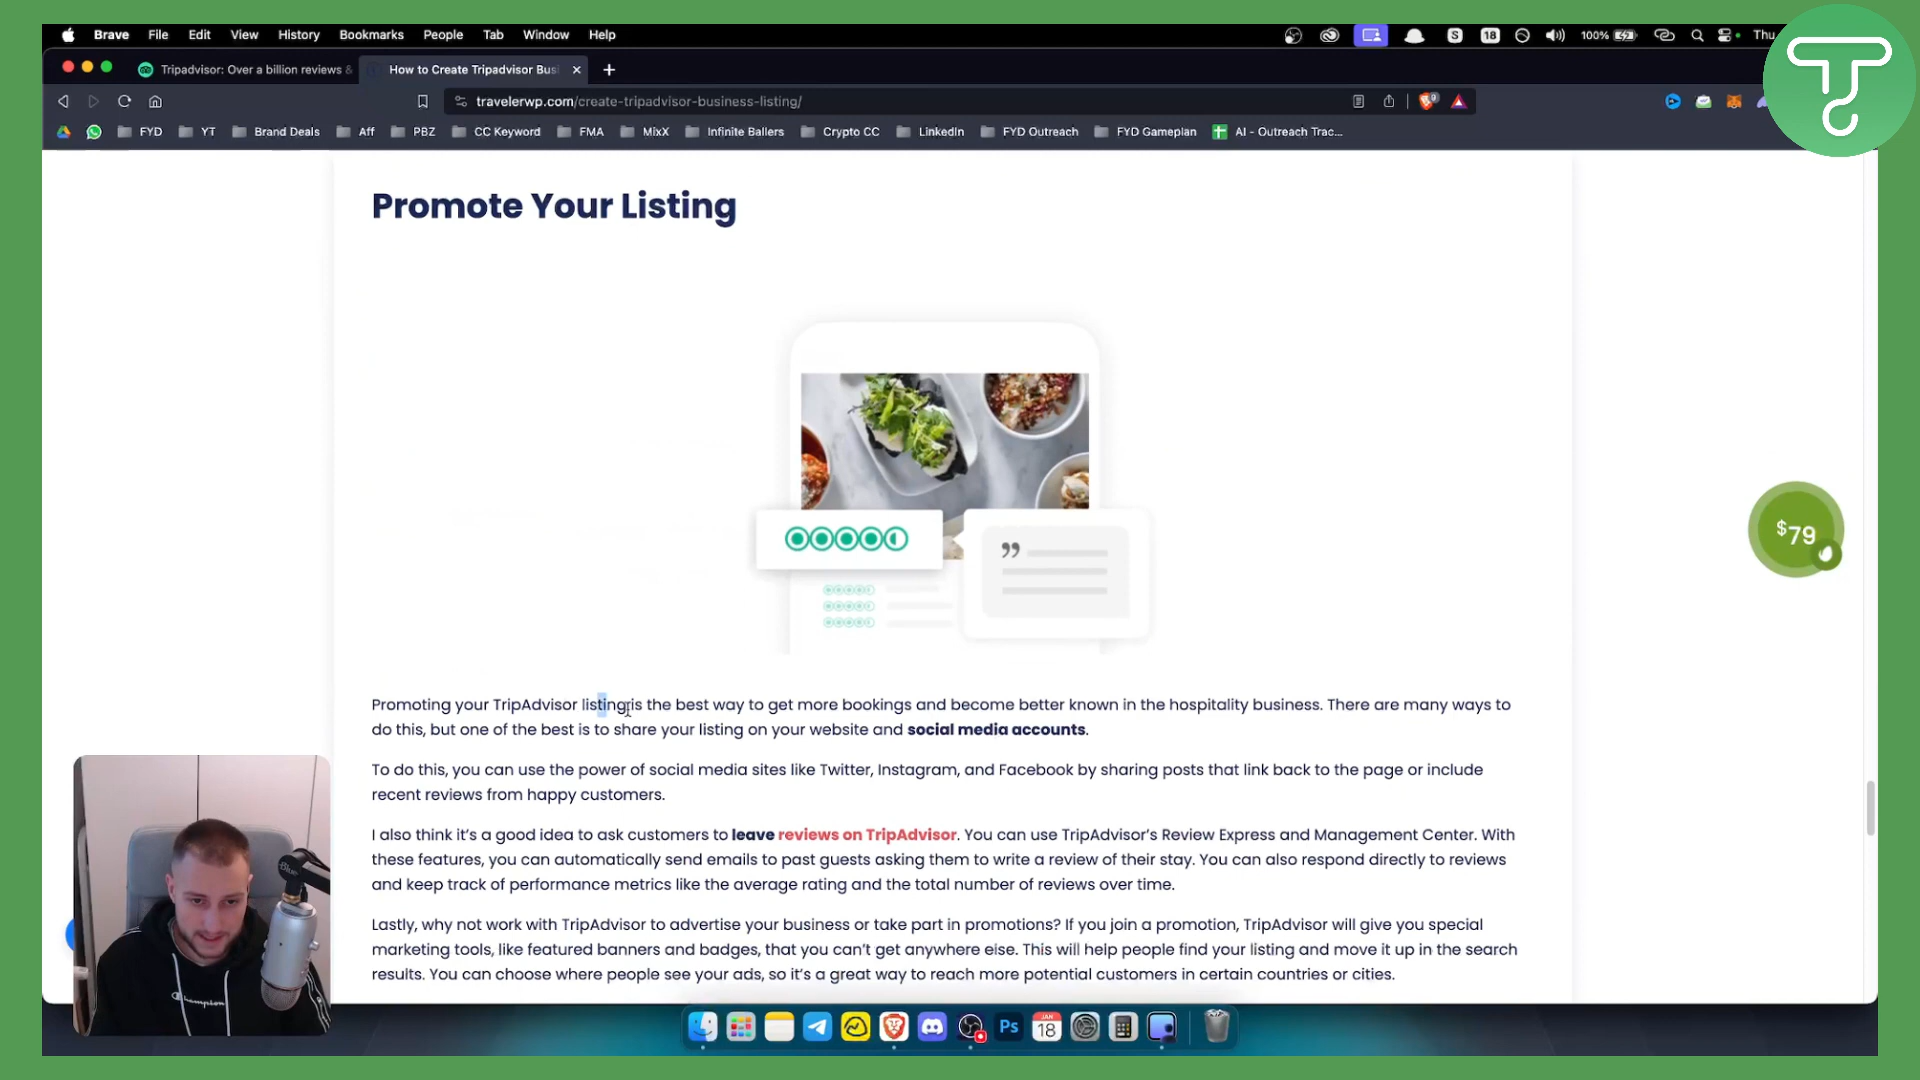 Brave File Edit View History Bookmarks People Tab Window Help
S 18 100% Thu
Tripadvisor: Over a billion reviews &
How to Create Tripadvisor Busi
travelerwp.com/create-tripadvisor-business-listing/
9
FYD YT Brand Deals Aff PBZ CC Keyword FMA MixX Infinite Ballers Crypto CC LinkedIn FYD Outreach FYD Gameplan AI - Outreach Trac...
Promote Your Listing
$79
Promoting your TripAdvisor listing is the best way to get more bookings and become better known in the hospitality business. There are many ways to
do this, but one of the best is to share your listing on your website and social media accounts.
To do this, you can use the power of social media sites like Twitter, Instagram, and Facebook by sharing posts that link back to the page or include
recent reviews from happy customers.
I also think it's a good idea to ask customers to leave reviews on TripAdvisor. You can use TripAdvisor's Review Express and Management Center. With
these features, you can automatically send emails to past guests asking them to write a review of their stay. You can also respond directly to reviews
and keep track of performance metrics like the average rating and the total number of reviews over time.
Lastly, why not work with TripAdvisor to advertise your business or take part in promotions? If you join a promotion, TripAdvisor will give you special
marketing tools, like featured banners and badges, that you can't get anywhere else. This will help people find your listing and move it up in the search
results. You can choose where people see your ads, so it's a great way to reach more potential customers in certain countries or cities.
Blue
Champion
Ps
JAN
18